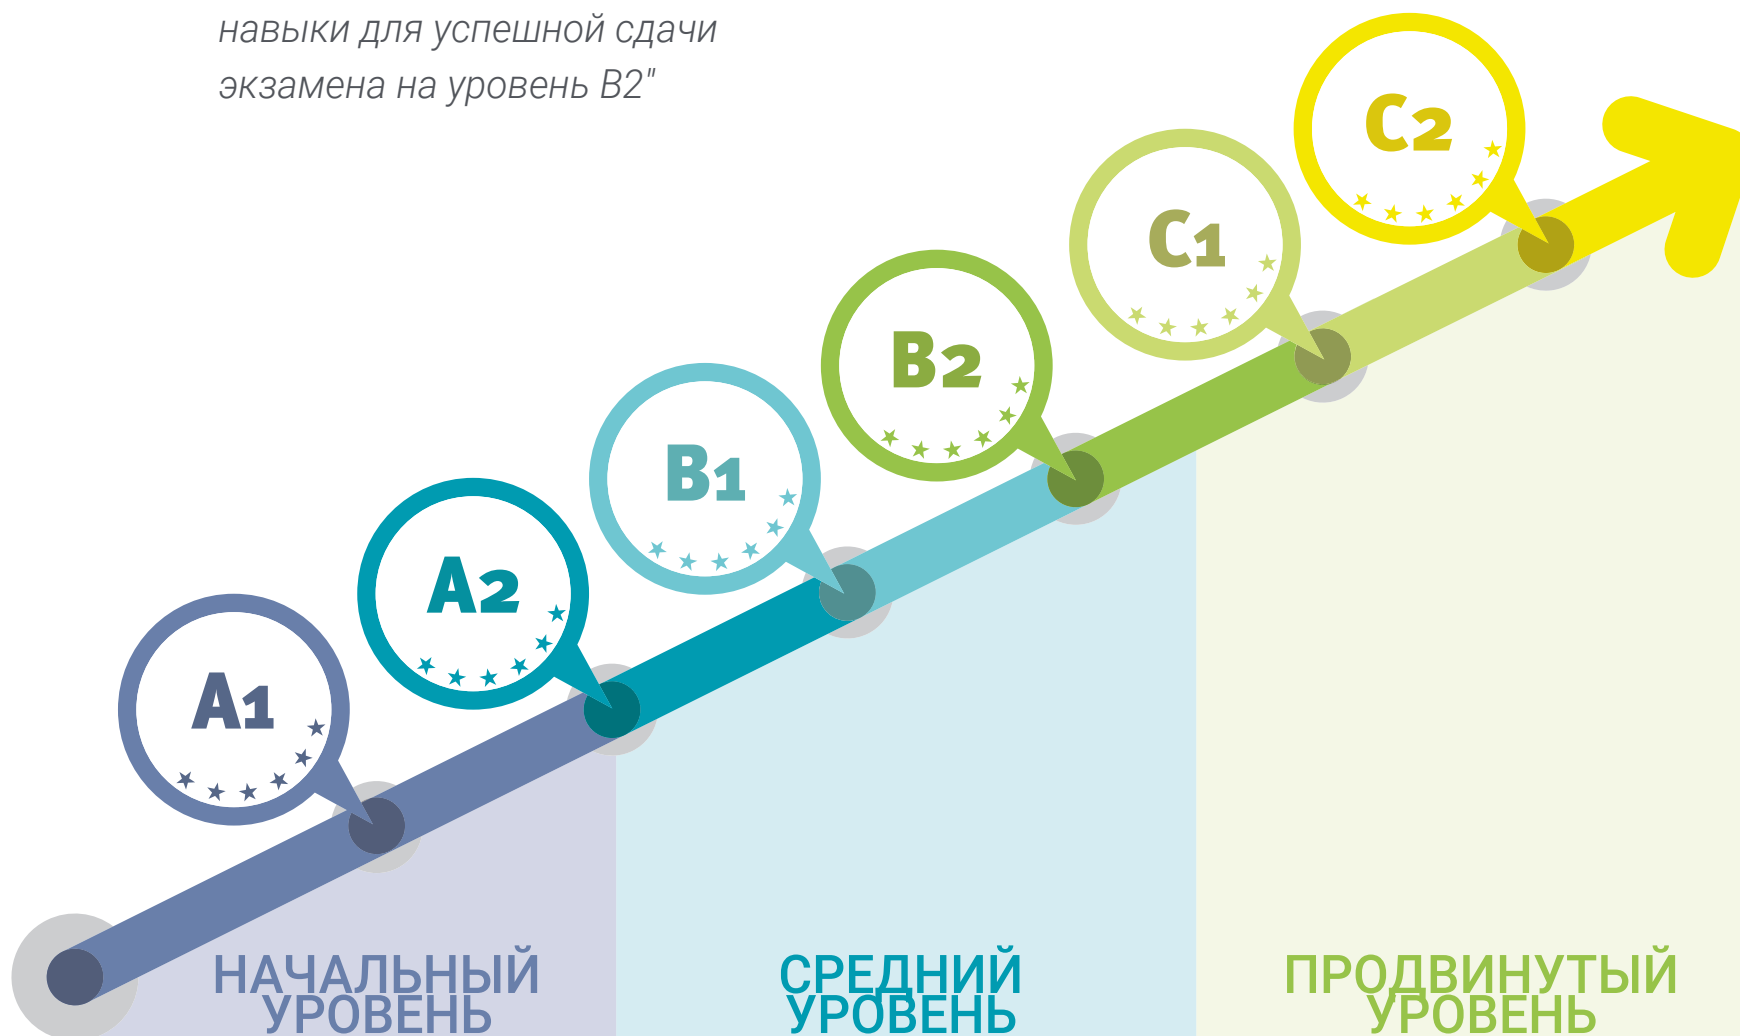 навыки для успешной сдачи
экзамена на уровень B2"
C2
C1
B2
B1
A2
A1
НАЧАЛЬНЫЙ
УРОВЕНЬ
СРЕДНИЙ
УРОВЕНЬ
ПРОДВИНУТЫЙ
УРОВЕНЬ